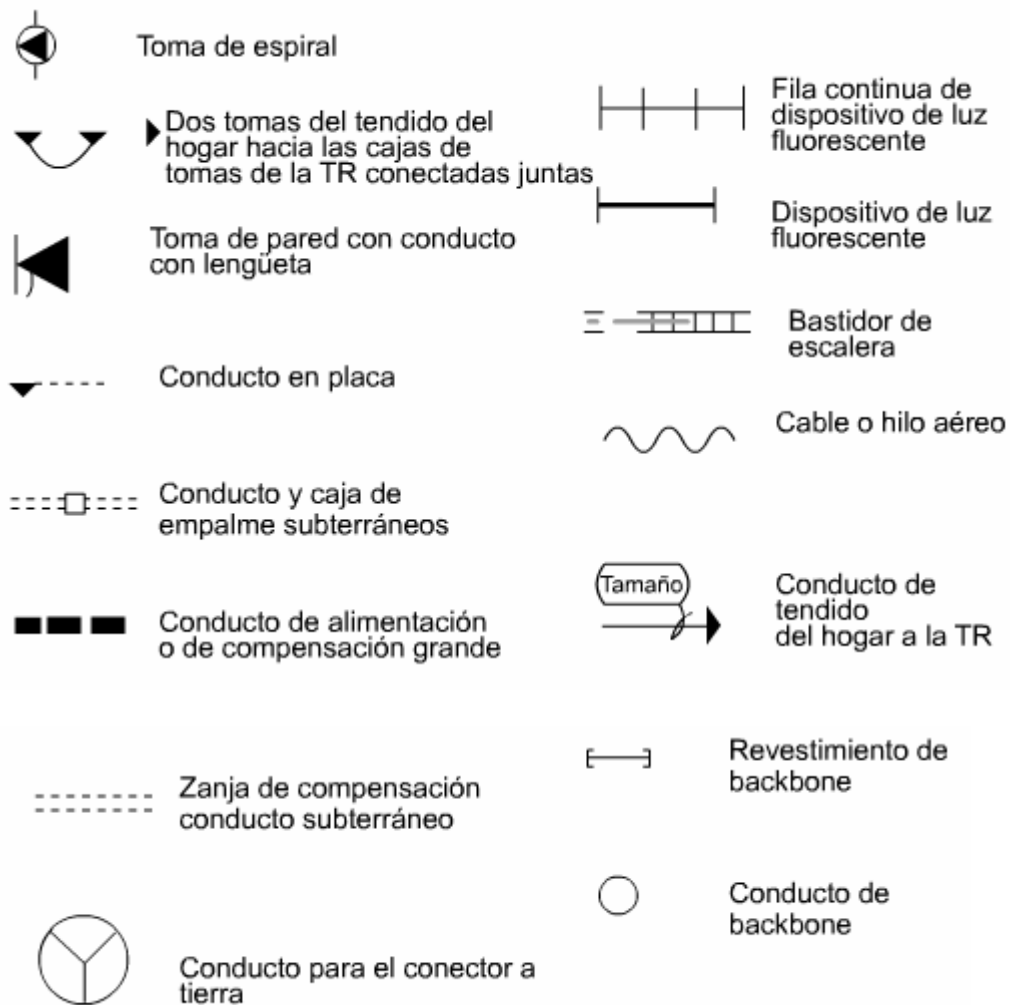 Toma de espiral
Dos tomas del tendido del
hogar hacia las cajas de
tomas de la TR conectadas juntas
Toma de pared con conducto
con lengüeta
Conducto en placa
Conducto y caja de
empalme subterráneos
Conducto de alimentación
o de compensación grande
Zanja de compensación
conducto subterráneo
Conducto para el conector a
tierra
Fila continua de
dispositivo de luz
fluorescente
Dispositivo de luz
fluorescente
Bastidor de
escalera
Cable o hilo aéreo
Tamaño
Conducto de
tendido
del hogar a la TR
Revestimiento de
backbone
Conducto de
backbone